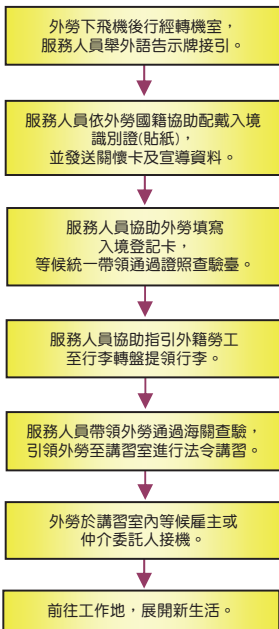 外勞下飛機後行經轉機室，
服務人員舉外語告示牌接引。
服務人員依外勞國籍協助配戴入境
識別證(貼紙)，
並發送關懷卡及宣導資料。
服務人員協助外勞填寫
入境登記卡，
等候統一帶領通過證照查驗臺。
服務人員協助指引外籍勞工
至行李轉盤提領行李。
服務人員帶領外勞通過海關查驗，
引領外勞至講習室進行法令講習。
外勞於講習室內等候雇主或
仲介委託人接機。
前往工作地，展開新生活。